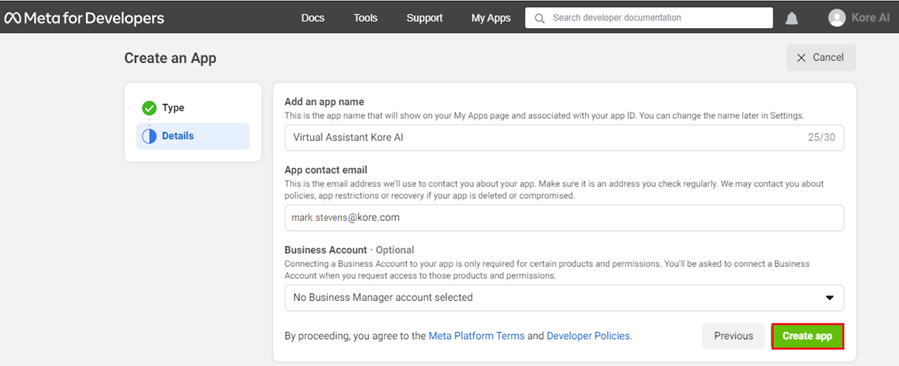 Meta for Developers Docs Tools Support My Apps Search developer documentation Kore AI
Create an App Cancel
Type
Details
Add an app name
This is the app name that will show on your My Apps page and associated with your app ID. You can change the name later in Settings.
Virtual Assistant Kore AI 25/30
App contact email
This is the email address we'll use to contact you about your app. Make sure it is an address you check regularly. We may contact you about
policies, app restrictions or recovery if your app is deleted or compromised.
mark.stevens@kore.com
Business Account · Optional
Connecting a Business Account to your app is only required for certain products and permissions. You'll be asked to connect a Business
Account when you request access to those products and permissions.
No Business Manager account selected
By proceeding, you agree to the Meta Platform Terms and Developer Policies. Previous Create app